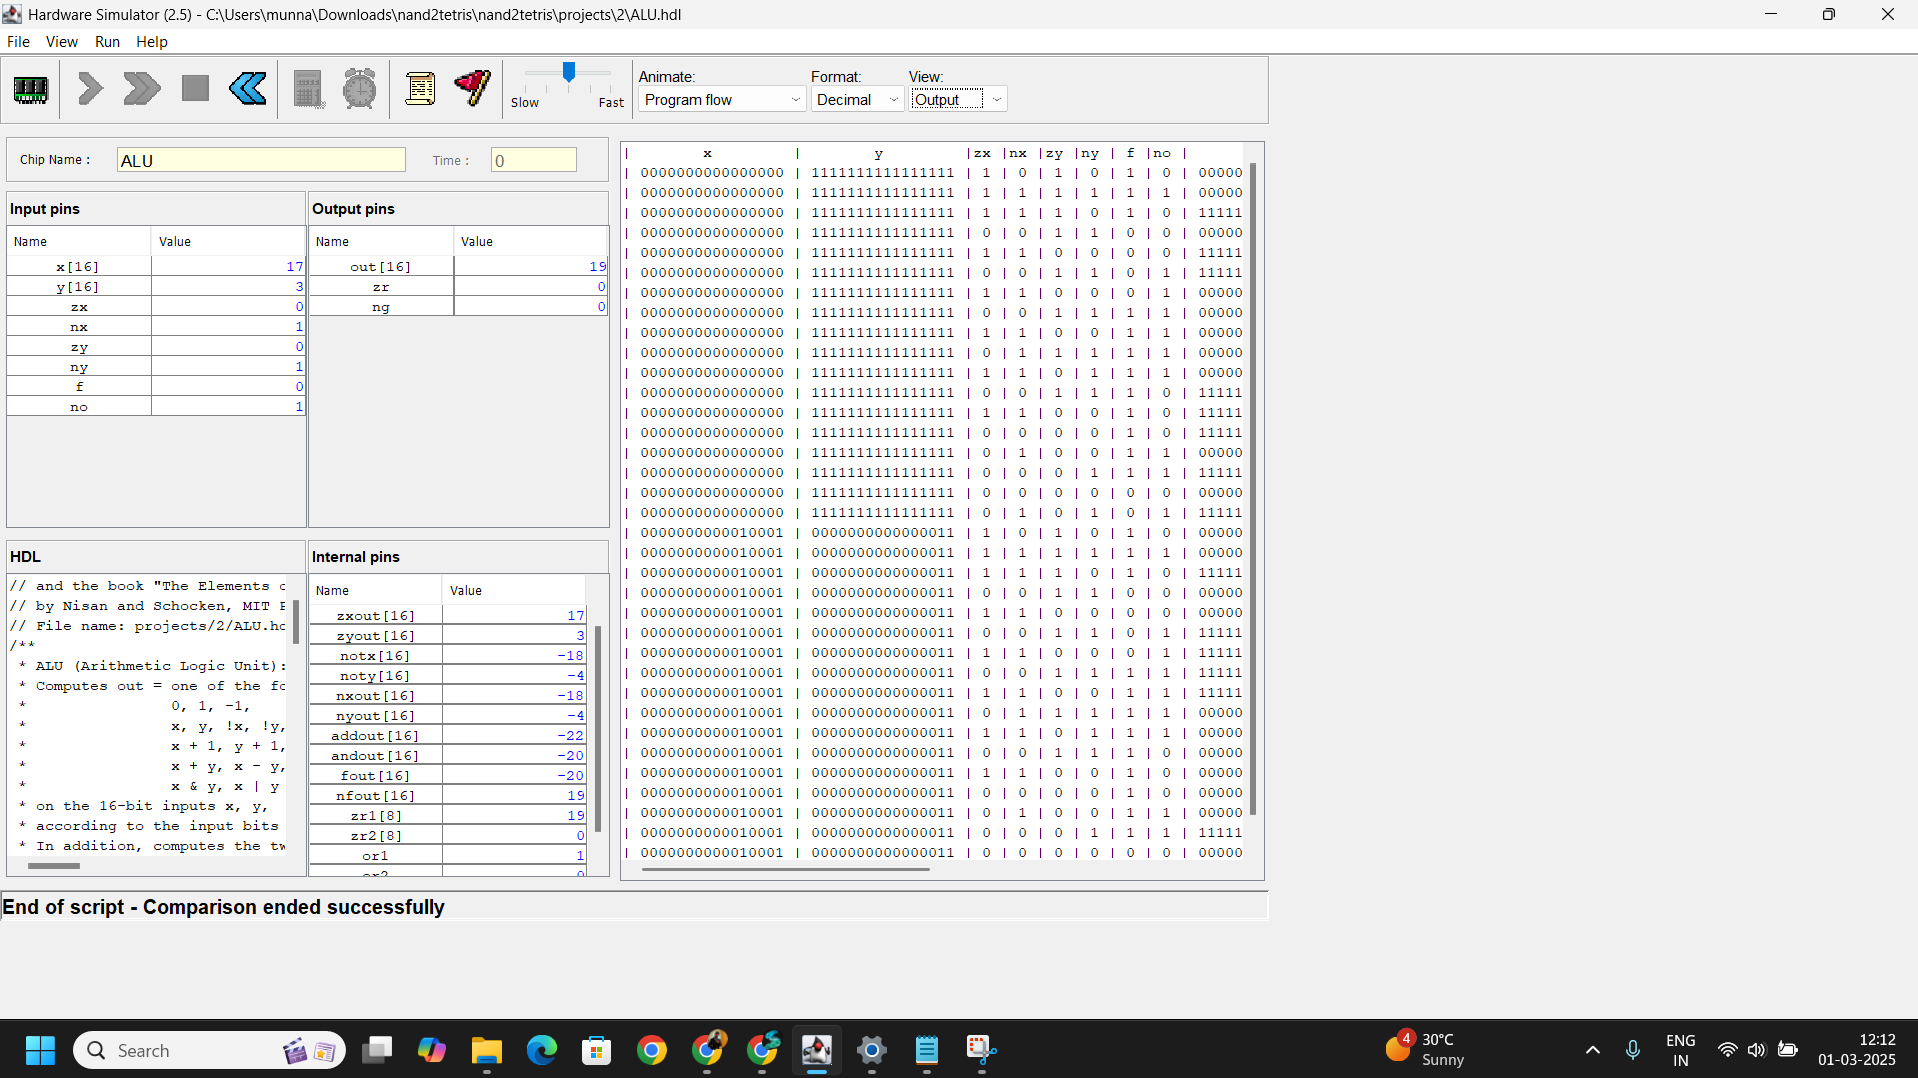 Hardware Simulator (2.5) - C:\Users\munna\Downloads\nand2tetris\nand2tetris\projects\2\ALU.hdl
File View Run Help
Animate: Format: View:
Slow Fast Program flow Decimal Output
Chip Name : ALU Time : 0
Input pins
Name Value
x[16] 17
y[16] 3
zx 0
nx 1
zy 0
ny 1
f 0
no 1
Output pins
Name Value
out[16] 19
zr 0
ng 0
HDL
// and the book "The Elements o
// by Nisan and Schocken, MIT P
// File name: projects/2/ALU.hd
/**
* ALU (Arithmetic Logic Unit):
* Computes out = one of the fo
* 0, 1, -1,
* x, y, !x, !y,
* x + 1, y + 1,
* x + y, x - y,
* x & y, x | y
* on the 16-bit inputs x, y,
* according to the input bits
* In addition, computes the tw
Internal pins
Name Value
zxout[16] 17
zyout[16] 3
notx[16] -18
noty[16] -4
nxout[16] -18
nyout[16] -4
addout[16] -22
andout[16] -20
fout[16] -20
nfout[16] 19
zr1[8] 19
zr2[8] 0
or1 1
or2 0
| x | y |zx |nx |zy |ny | f |no |
| 0000000000000000 | 1111111111111111 | 1 | 0 | 1 | 0 | 1 | 0 | 00000
| 0000000000000000 | 1111111111111111 | 1 | 1 | 1 | 1 | 1 | 1 | 00000
| 0000000000000000 | 1111111111111111 | 1 | 1 | 1 | 0 | 1 | 0 | 11111
| 0000000000000000 | 1111111111111111 | 0 | 0 | 1 | 1 | 0 | 0 | 00000
| 0000000000000000 | 1111111111111111 | 1 | 1 | 0 | 0 | 0 | 0 | 11111
| 0000000000000000 | 1111111111111111 | 0 | 0 | 1 | 1 | 0 | 1 | 11111
| 0000000000000000 | 1111111111111111 | 1 | 1 | 0 | 0 | 0 | 1 | 00000
| 0000000000000000 | 1111111111111111 | 0 | 0 | 1 | 1 | 1 | 1 | 00000
| 0000000000000000 | 1111111111111111 | 1 | 1 | 0 | 0 | 1 | 1 | 00000
| 0000000000000000 | 1111111111111111 | 0 | 1 | 1 | 1 | 1 | 1 | 00000
| 0000000000000000 | 1111111111111111 | 1 | 1 | 0 | 1 | 1 | 1 | 00000
| 0000000000000000 | 1111111111111111 | 0 | 0 | 1 | 1 | 1 | 0 | 11111
| 0000000000000000 | 1111111111111111 | 1 | 1 | 0 | 0 | 1 | 0 | 11111
| 0000000000000000 | 1111111111111111 | 0 | 0 | 0 | 0 | 1 | 0 | 11111
| 0000000000000000 | 1111111111111111 | 0 | 1 | 0 | 0 | 1 | 1 | 00000
| 0000000000000000 | 1111111111111111 | 0 | 0 | 0 | 1 | 1 | 1 | 11111
| 0000000000000000 | 1111111111111111 | 0 | 0 | 0 | 0 | 0 | 0 | 00000
| 0000000000000000 | 1111111111111111 | 0 | 1 | 0 | 1 | 0 | 1 | 11111
| 0000000000010001 | 0000000000000011 | 1 | 0 | 1 | 0 | 1 | 0 | 00000
| 0000000000010001 | 0000000000000011 | 1 | 1 | 1 | 1 | 1 | 1 | 00000
| 0000000000010001 | 0000000000000011 | 1 | 1 | 1 | 0 | 1 | 0 | 11111
| 0000000000010001 | 0000000000000011 | 0 | 0 | 1 | 1 | 0 | 0 | 00000
| 0000000000010001 | 0000000000000011 | 1 | 1 | 0 | 0 | 0 | 0 | 00000
| 0000000000010001 | 0000000000000011 | 0 | 0 | 1 | 1 | 0 | 1 | 11111
| 0000000000010001 | 0000000000000011 | 1 | 1 | 0 | 0 | 0 | 1 | 11111
| 0000000000010001 | 0000000000000011 | 0 | 0 | 1 | 1 | 1 | 1 | 11111
| 0000000000010001 | 0000000000000011 | 1 | 1 | 0 | 0 | 1 | 1 | 11111
| 0000000000010001 | 0000000000000011 | 0 | 1 | 1 | 1 | 1 | 1 | 00000
| 0000000000010001 | 0000000000000011 | 1 | 1 | 0 | 1 | 1 | 1 | 00000
| 0000000000010001 | 0000000000000011 | 0 | 0 | 1 | 1 | 1 | 0 | 00000
| 0000000000010001 | 0000000000000011 | 1 | 1 | 0 | 0 | 1 | 0 | 00000
| 0000000000010001 | 0000000000000011 | 0 | 0 | 0 | 0 | 1 | 0 | 00000
| 0000000000010001 | 0000000000000011 | 0 | 1 | 0 | 0 | 1 | 1 | 00000
| 0000000000010001 | 0000000000000011 | 0 | 0 | 0 | 1 | 1 | 1 | 11111
| 0000000000010001 | 0000000000000011 | 0 | 0 | 0 | 0 | 0 | 0 | 00000
End of script - Comparison ended successfully
Search
4
30°C
Sunny
ENG
IN
12:12
01-03-2025